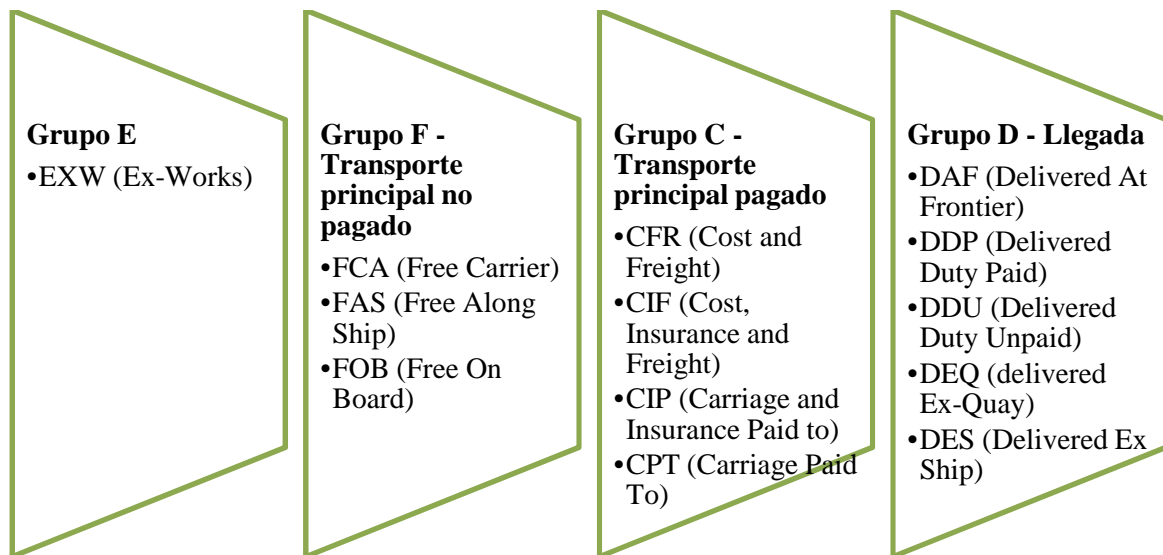 Grupo E
•EXW (Ex-Works)
Grupo F -
Transporte
principal no
pagado
•FCA (Free Carrier)
•FAS (Free Along
Ship)
•FOB (Free On
Board)
Grupo C -
Transporte
principal pagado
•CFR (Cost and
Freight)
•CIF (Cost,
Insurance and
Freight)
•CIP (Carriage and
Insurance Paid to)
•CPT (Carriage Paid
To)
Grupo D - Llegada
•DAF (Delivered At
Frontier)
•DDP (Delivered
Duty Paid)
•DDU (Delivered
Duty Unpaid)
•DEQ (delivered
Ex-Quay)
•DES (Delivered Ex
Ship)